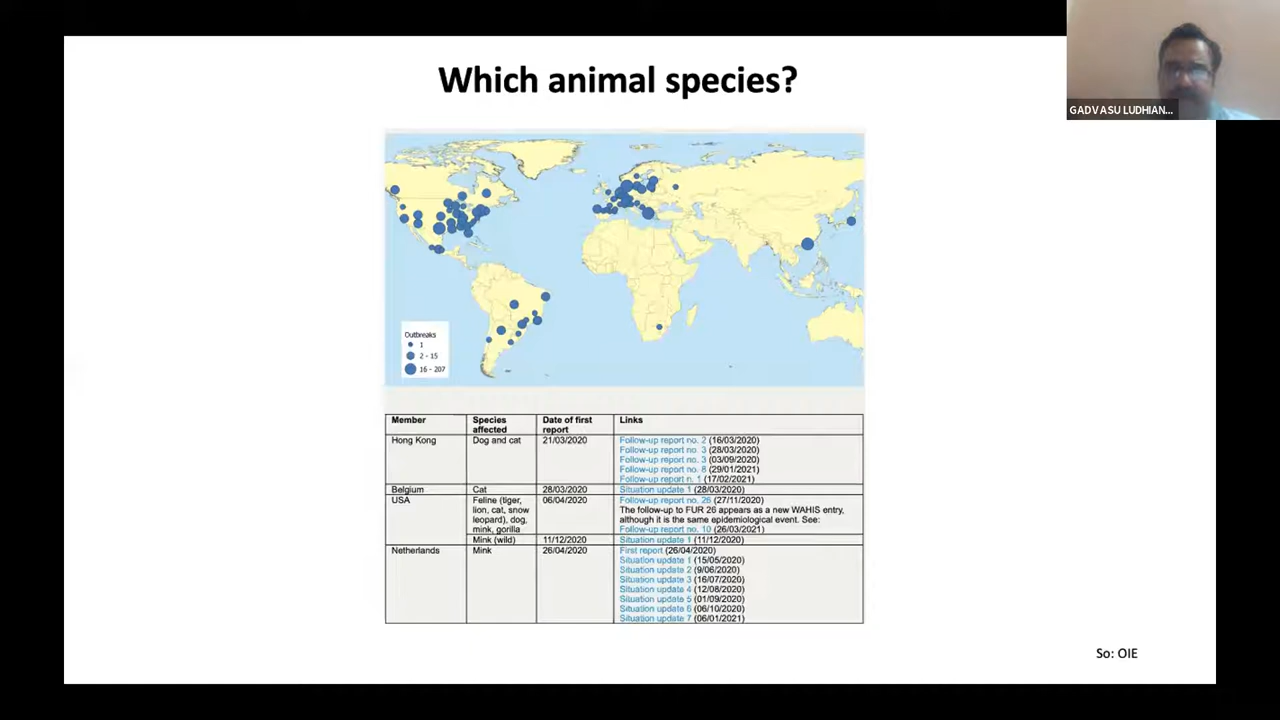 Which animal species?
GADVASU LUDHIAN...
Outbreaks
1
2 - 15
16 - 207
Member Species affected Date of first report Links
Hong Kong Dog and cat 21/03/2020 Follow-up report no. 2 (16/03/2020)
Follow-up report no. 3 (28/03/2020)
Follow-up report no. 3 (03/09/2020)
Follow-up report no. 8 (29/01/2021)
Follow-up report n. 1 (17/02/2021)
Belgium Cat 28/03/2020 Situation update 1 (28/03/2020)
USA Feline (tiger, lion, cat, snow leopard), dog, mink, gorilla 06/04/2020 Follow-up report no. 26 (27/11/2020)
The follow-up to FUR 26 appears as a new WAHIS entry,
although it is the same epidemiological event. See:
Follow-up report no. 10 (26/03/2021)
Mink (wild) 11/12/2020 Situation update 1 (11/12/2020)
Netherlands Mink 26/04/2020 First report (26/04/2020)
Situation update 1 (15/05/2020)
Situation update 2 (9/06/2020)
Situation update 3 (16/07/2020)
Situation update 4 (12/08/2020)
Situation update 5 (01/09/2020)
Situation update 6 (06/10/2020)
Situation update 7 (06/01/2021)
So: OIE